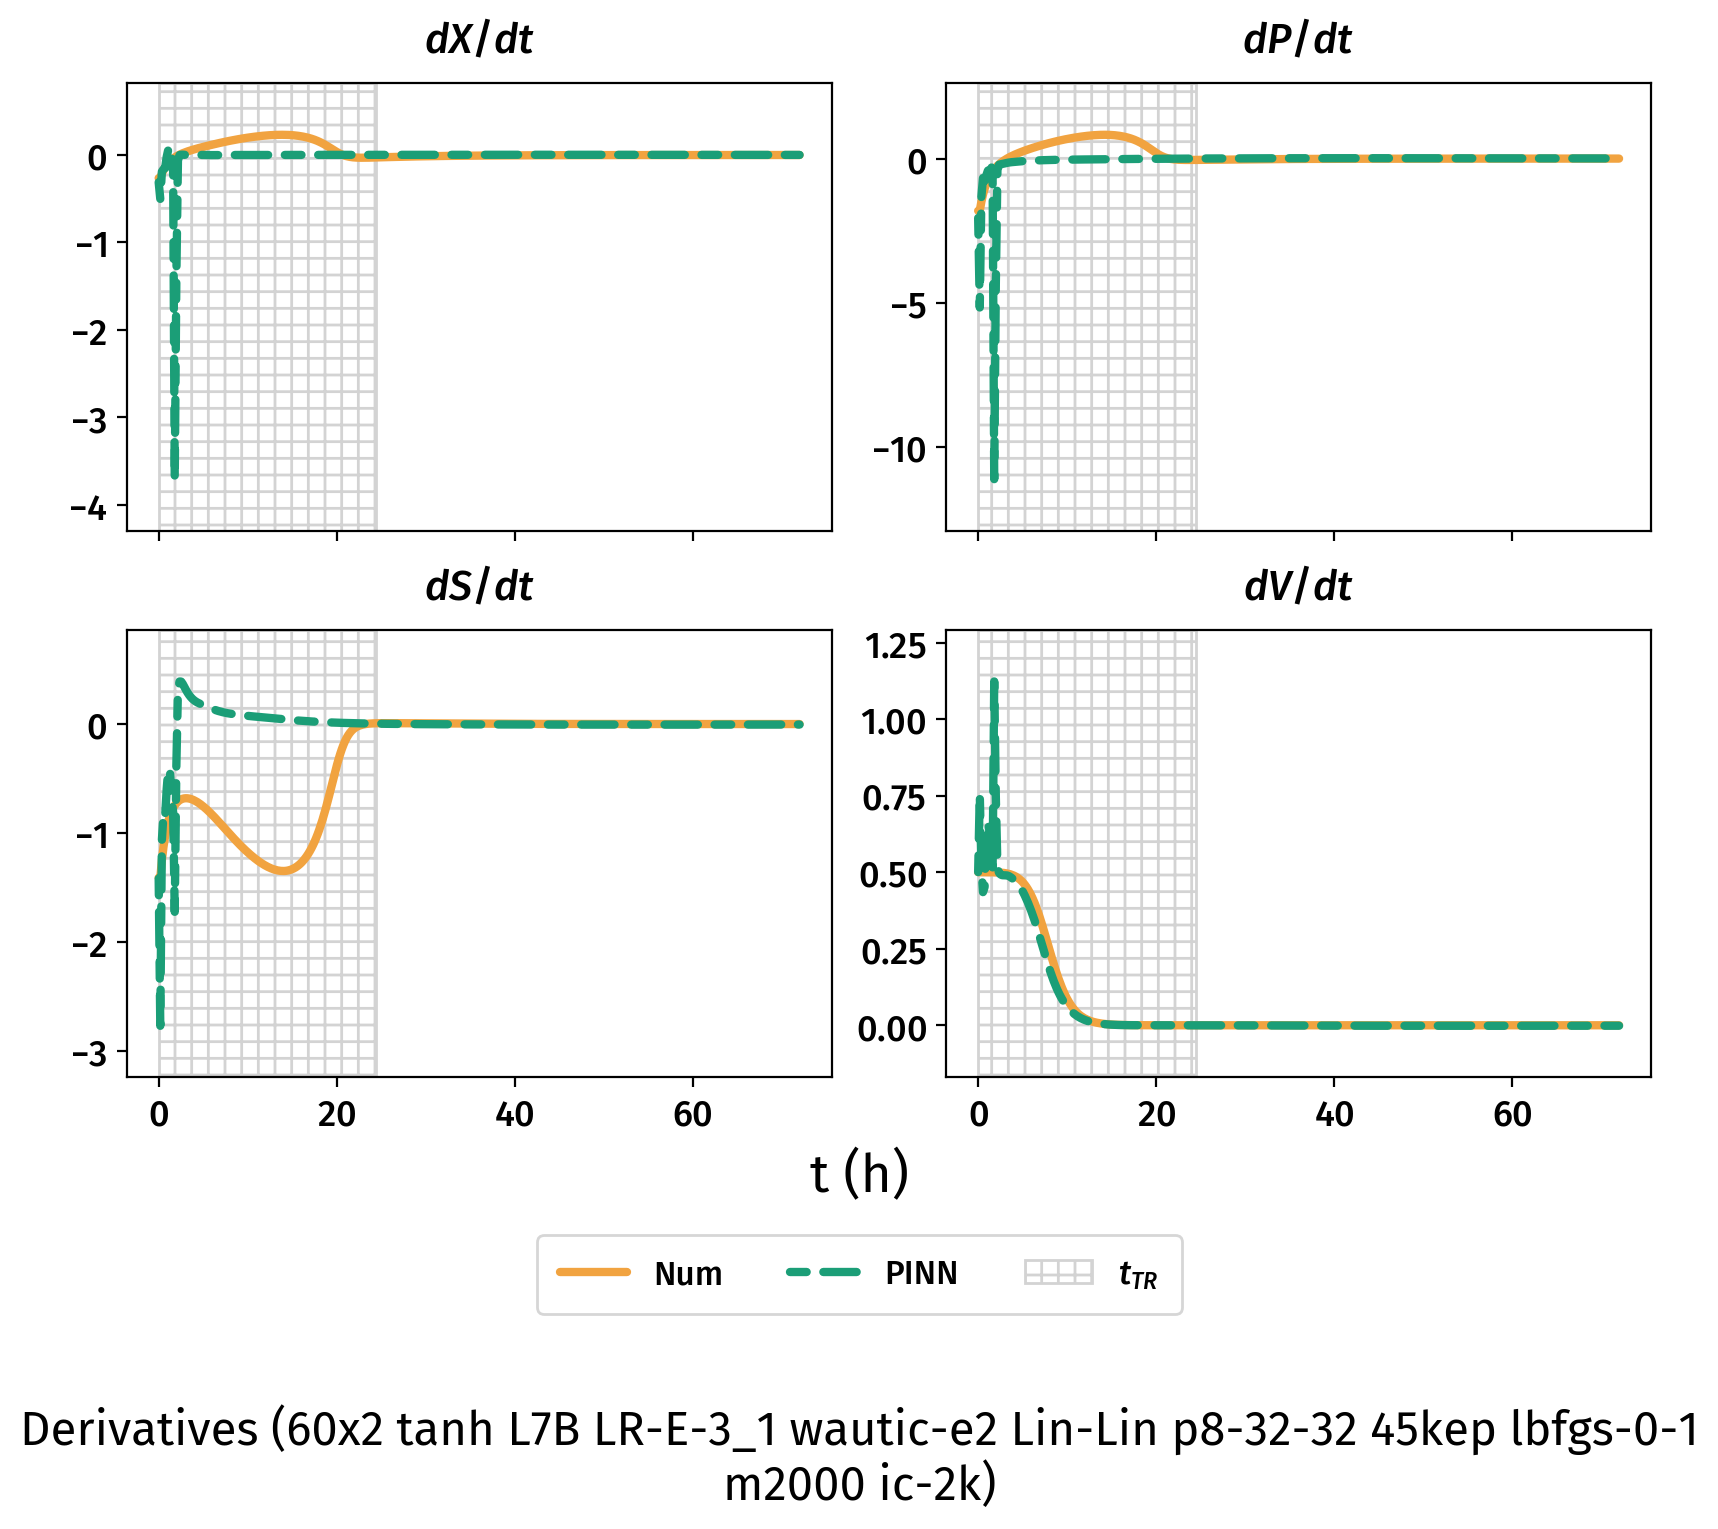 dX/dt
dP/dt
0
−1
−2
−3
−4
0
−5
−10
dS/dt
dV/dt
0
−1
−2
−3
0
20
40
60
1.25
1.00
0.75
0.50
0.25
0.00
0
20
40
60
t (h)
Num
PINN
tTR
Derivatives (60x2 tanh L7B LR-E-3_1 wautic-e2 Lin-Lin p8-32-32 45kep lbfgs-0-1
m2000 ic-2k)